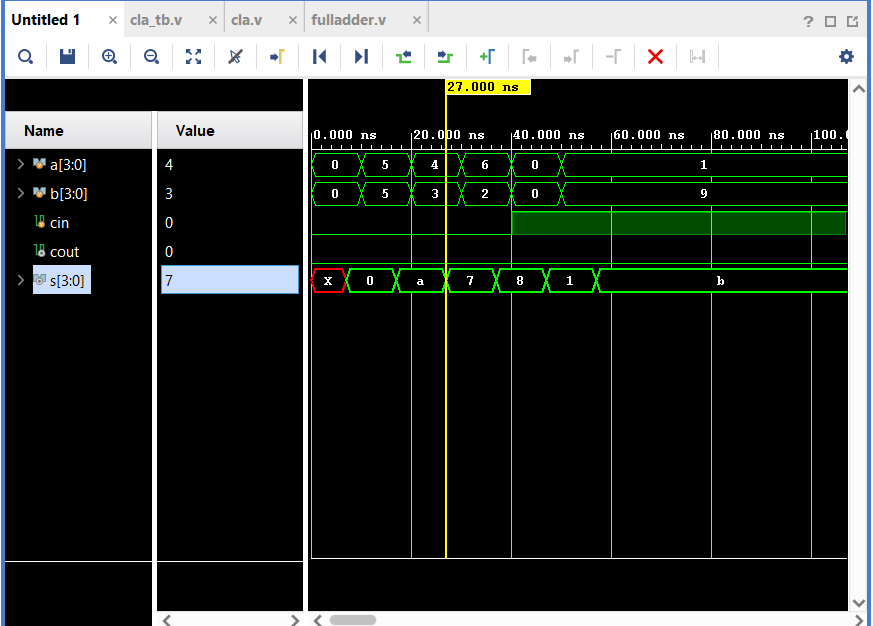 Untitled 1 × cla_tb.v × cla.v × fulladder.v × ?
27.000 ns
Name Value 0.000 ns 20.000 ns 40.000 ns 60.000 ns 80.000 ns 100.0
a[3:0] 4 0 5 4 6 0 1
b[3:0] 3 0 5 3 2 0 9
cin 0
cout 0
s[3:0] 7 X 0 a 7 8 1 b